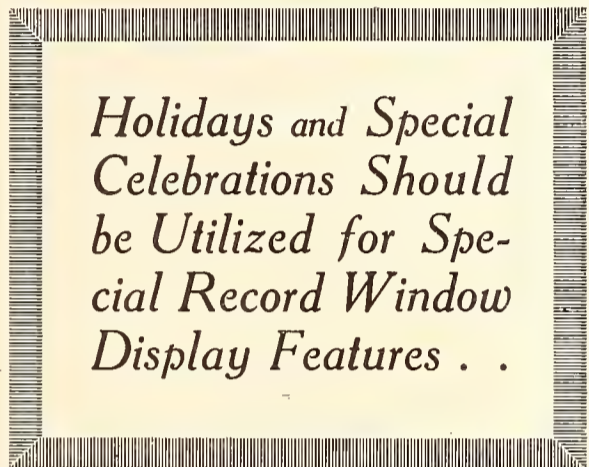 Holidays and Special
Celebrations Should
be Utilized for Spe-
cial Record Window
Display Features . .